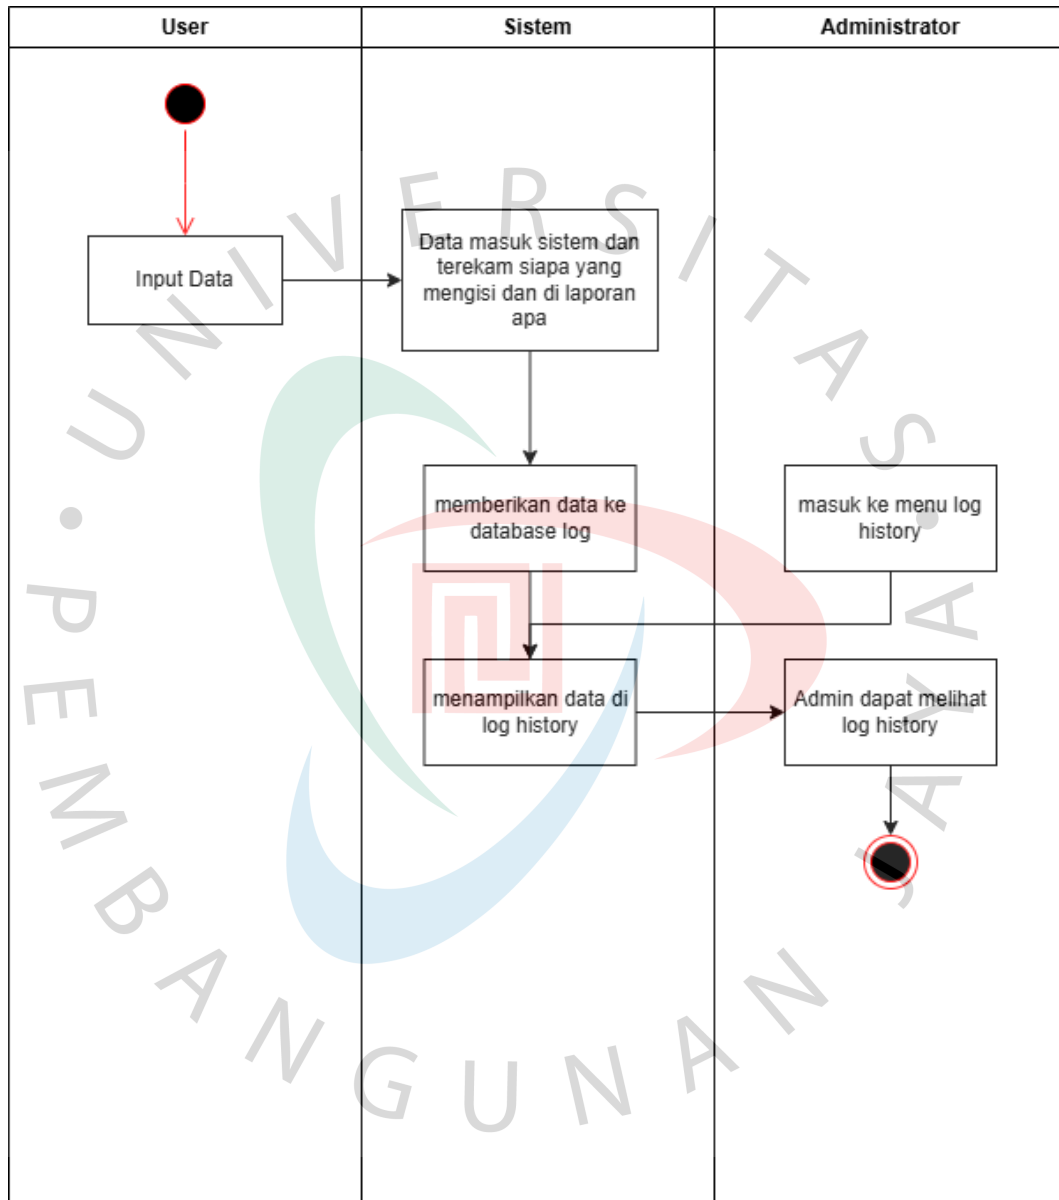 User
Sistem
Administrator
Input Data
Data masuk sistem dan
terekam siapa yang
mengisi dan di laporan
apa
memberikan data ke
database log
masuk ke menu log
history
menampilkan data di
log history
Admin dapat melihat
log history
UNIVERSITAS
PEMBANGUNAN JAYA